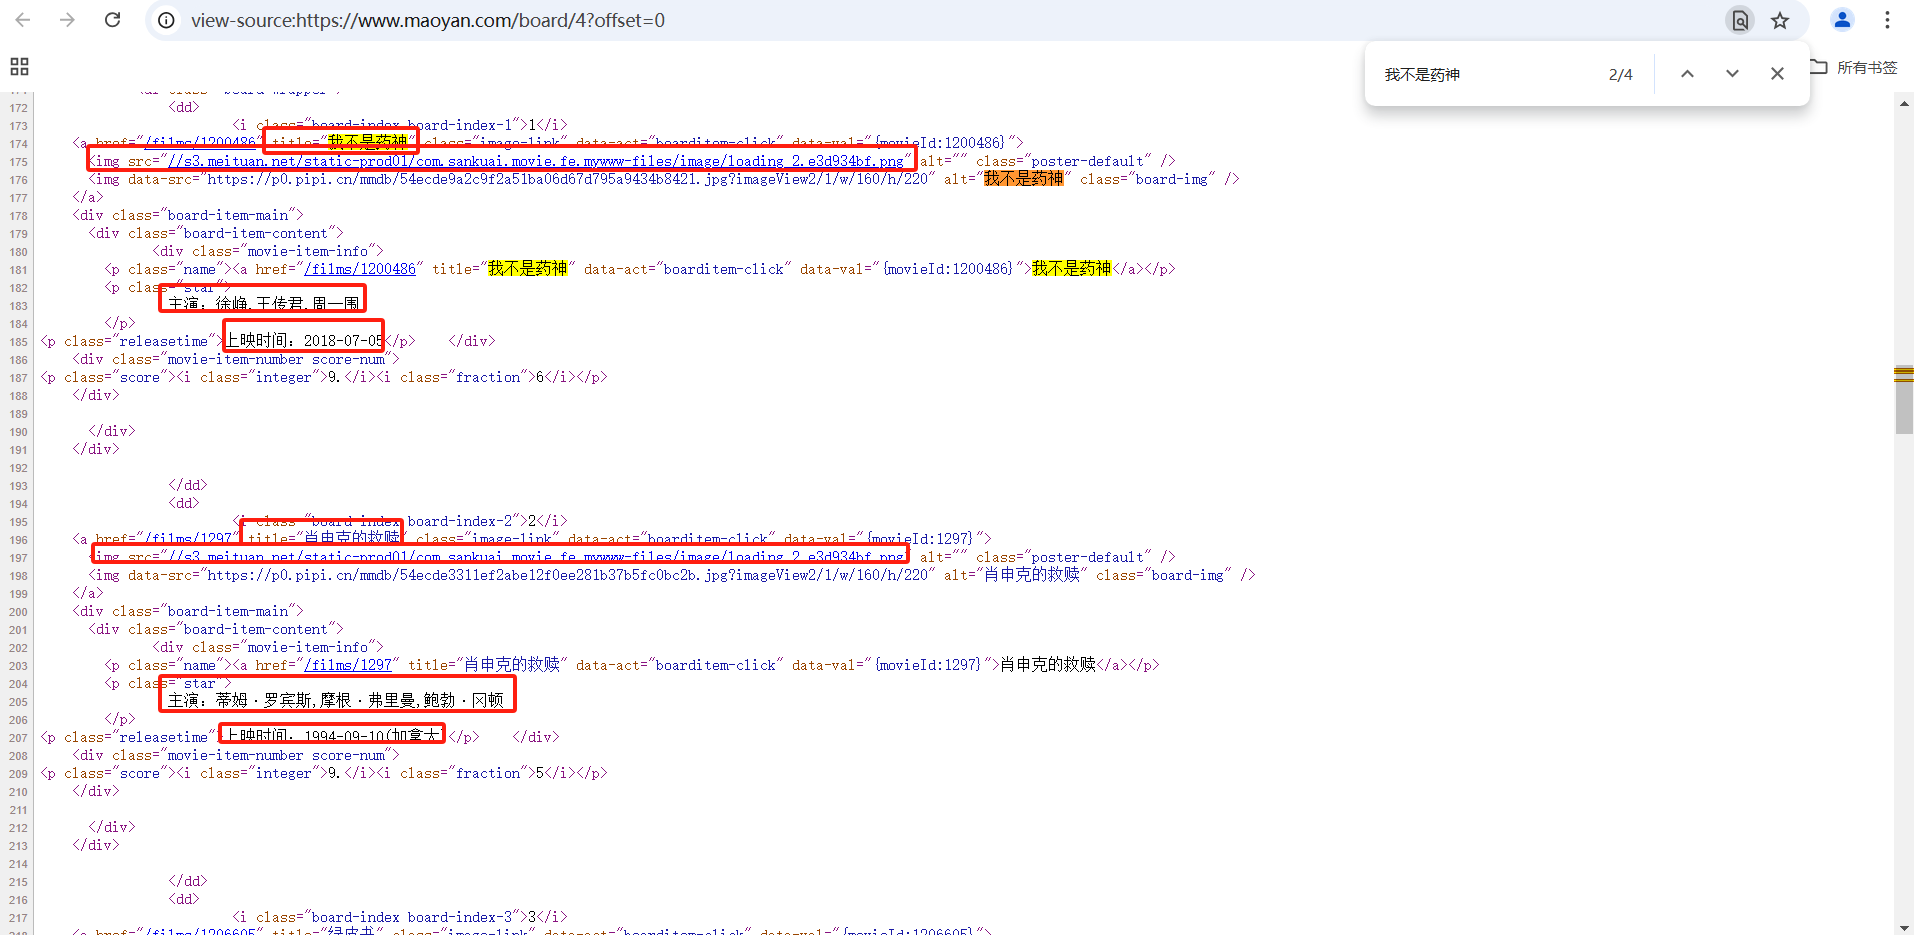 view-source:https://www.maoyan.com/board/4?offset=0
我不是药神 2/4
所有书签
172 <dd>
173 <i class="board-index board-index-1">1</i>
174 <a href="/films/1200486" title="我不是药神" class="image-link" data-act="boarditem-click" data-val="{movieId:1200486}">
175 <img src="//s3.meituan.net/static-prod01/com.sankuai.movie.fe.mywww-files/image/loading_2.e3d934bf.png" alt="" class="poster-default" />
176 <img data-src="https://p0.pipi.cn/mmdb/54ecde9a2c9f2a51ba06d67d795a9434b8421.jpg?imageView2/1/w/160/h/220" alt="我不是药神" class="board-img" />
177 </a>
178 <div class="board-item-main">
179 <div class="board-item-content">
180 <div class="movie-item-info">
181 <p class="name"><a href="/films/1200486" title="我不是药神" data-act="boarditem-click" data-val="{movieId:1200486}">我不是药神</a></p>
182 <p class="star">
183 主演：徐峥,王传君,周一围
184 </p>
185 <p class="releasetime">上映时间：2018-07-05</p> </div>
186 <div class="movie-item-number score-num">
187 <p class="score"><i class="integer">9.</i><i class="fraction">6</i></p>
188 </div>
189
190 </div>
191 </div>
192
193 </dd>
194 <dd>
195 <i class="board-index board-index-2">2</i>
196 <a href="/films/1297" title="肖申克的救赎" class="image-link" data-act="boarditem-click" data-val="{movieId:1297}">
197 <img src="//s3.meituan.net/static-prod01/com.sankuai.movie.fe.mywww-files/image/loading_2.e3d934bf.png" alt="" class="poster-default" />
198 <img data-src="https://p0.pipi.cn/mmdb/54ecde3311ef2abe12f0ee281b37b5fc0bc2b.jpg?imageView2/1/w/160/h/220" alt="肖申克的救赎" class="board-img" />
199 </a>
200 <div class="board-item-main">
201 <div class="board-item-content">
202 <div class="movie-item-info">
203 <p class="name"><a href="/films/1297" title="肖申克的救赎" data-act="boarditem-click" data-val="{movieId:1297}">肖申克的救赎</a></p>
204 <p class="star">
205 主演：蒂姆·罗宾斯,摩根·弗里曼,鲍勃·冈顿
206 </p>
207 <p class="releasetime">上映时间：1994-09-10(加拿大)</p> </div>
208 <div class="movie-item-number score-num">
209 <p class="score"><i class="integer">9.</i><i class="fraction">5</i></p>
210 </div>
211
212 </div>
213 </div>
214
215 </dd>
216 <dd>
217 <i class="board-index board-index-3">3</i>
<a href="/films/1206605" title="绿皮书" class="image-link" data-act="boarditem-click" data-val="{movieId:1206605}">